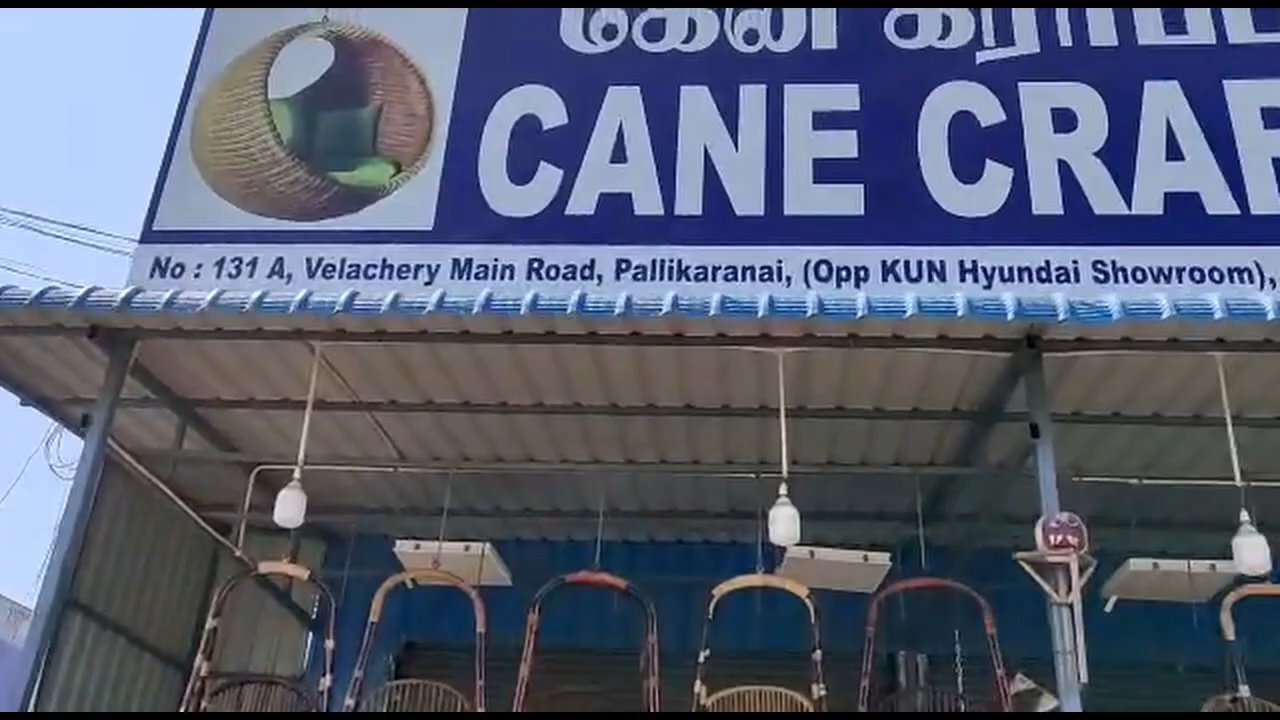 CANE CRAF
No : 131 A, Velachery Main Road, Pallikaranai, (Opp KUN Hyundai Showroom),